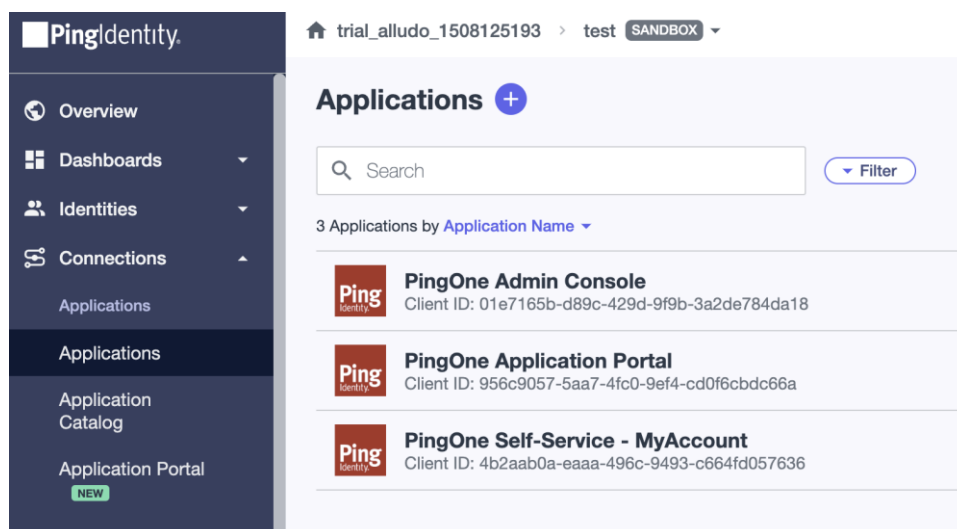 PingIdentity.
trial_alludo_1508125193 > test SANDBOX
Overview
Dashboards
Identities
Connections
Applications
Applications
Application
Catalog
Application Portal
NEW
Applications
Search
Filter
3 Applications by Application Name
Ping
Identity.
PingOne Admin Console
Client ID: 01e7165b-d89c-429d-9f9b-3a2de784da18
Ping
Identity.
PingOne Application Portal
Client ID: 956c9057-5aa7-4fc0-9ef4-cd0f6cbdc66a
Ping
Identity.
PingOne Self-Service - MyAccount
Client ID: 4b2aab0a-eaaa-496c-9493-c664fd057636